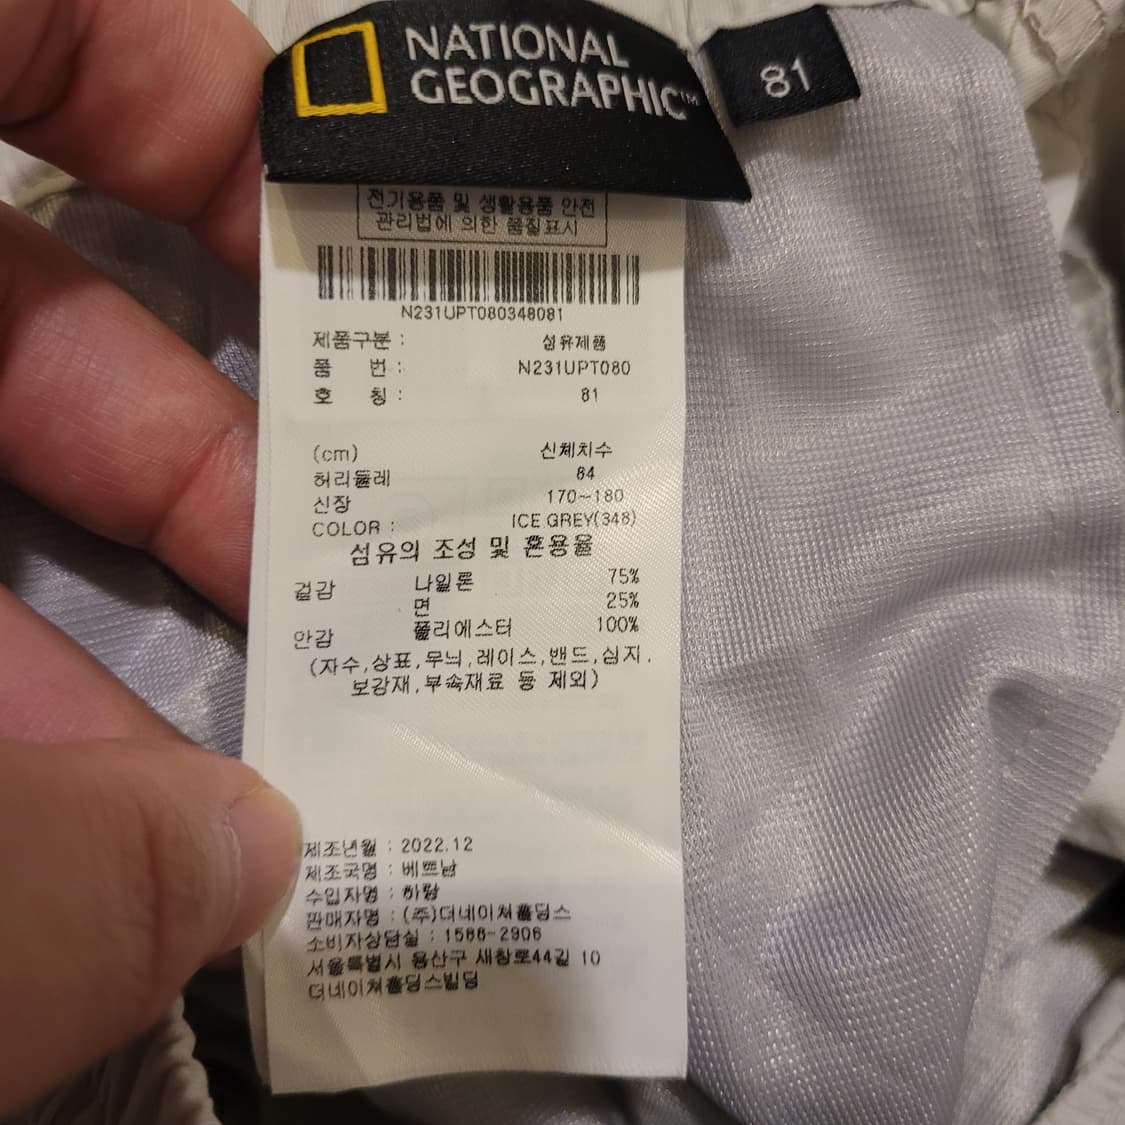 NATIONAL
GEOGRAPHIC™
81
전기용품 및 생활용품 안전
관리법에 의한 품질표시
N231UPT080348081
제품구분 : 섬유제품
품 번 : N231UPT080
호 칭 : 81
(cm) 신체치수
허리둘레 84
신장 170~180
COLOR : ICE GREY(348)
섬유의 조성 및 혼용율
겉감 나일론 75%
면 25%
안감 폴리에스터 100%
(자수,상표,무늬,레이스,밴드,심지,
보강재,부속재료 등 제외)
제조년월 : 2022.12
제조국명 : 베트남
수입자명 : 하랑
판매자명 : (주)더네이쳐홀딩스
소비자상담실 : 1588-2906
서울특별시 용산구 새창로44길 10
더네이쳐홀딩스빌딩